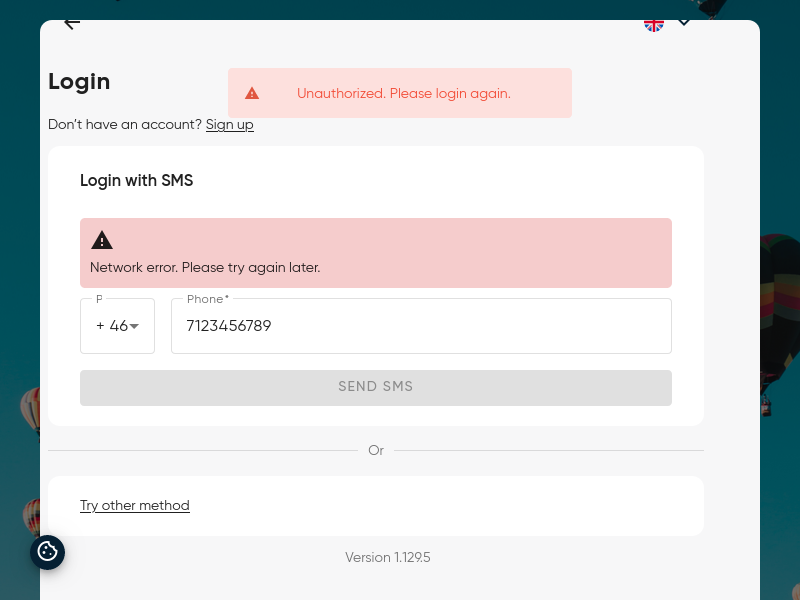 Login
Unauthorized. Please login again.
Don't have an account? Sign up
Login with SMS
Network error. Please try again later.
P
Phone*
+ 46
7123456789
SEND SMS
Or
Try other method
Version 1.129.5